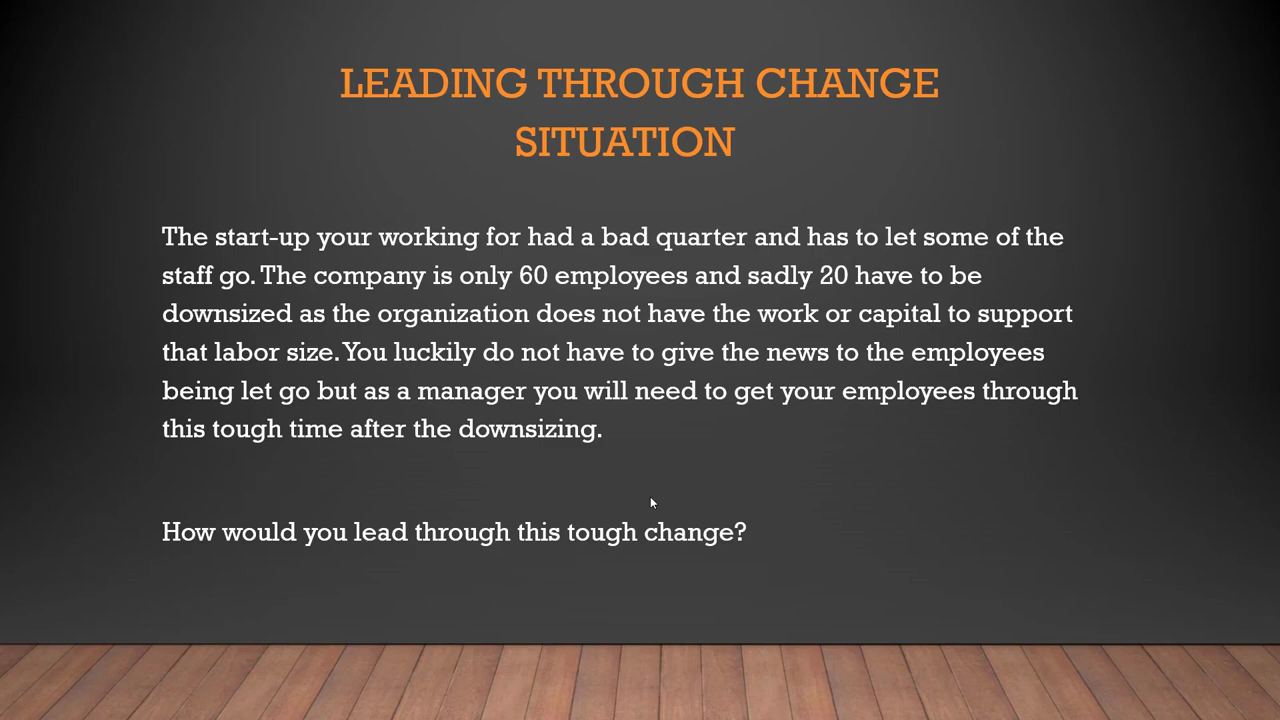 LEADING THROUGH CHANGE
SITUATION
The start-up your working for had a bad quarter and has to let some of the
staff go. The company is only 60 employees and sadly 20 have to be
downsized as the organization does not have the work or capital to support
that labor size. You luckily do not have to give the news to the employees
being let go but as a manager you will need to get your employees through
this tough time after the downsizing.
How would you lead through this tough change?